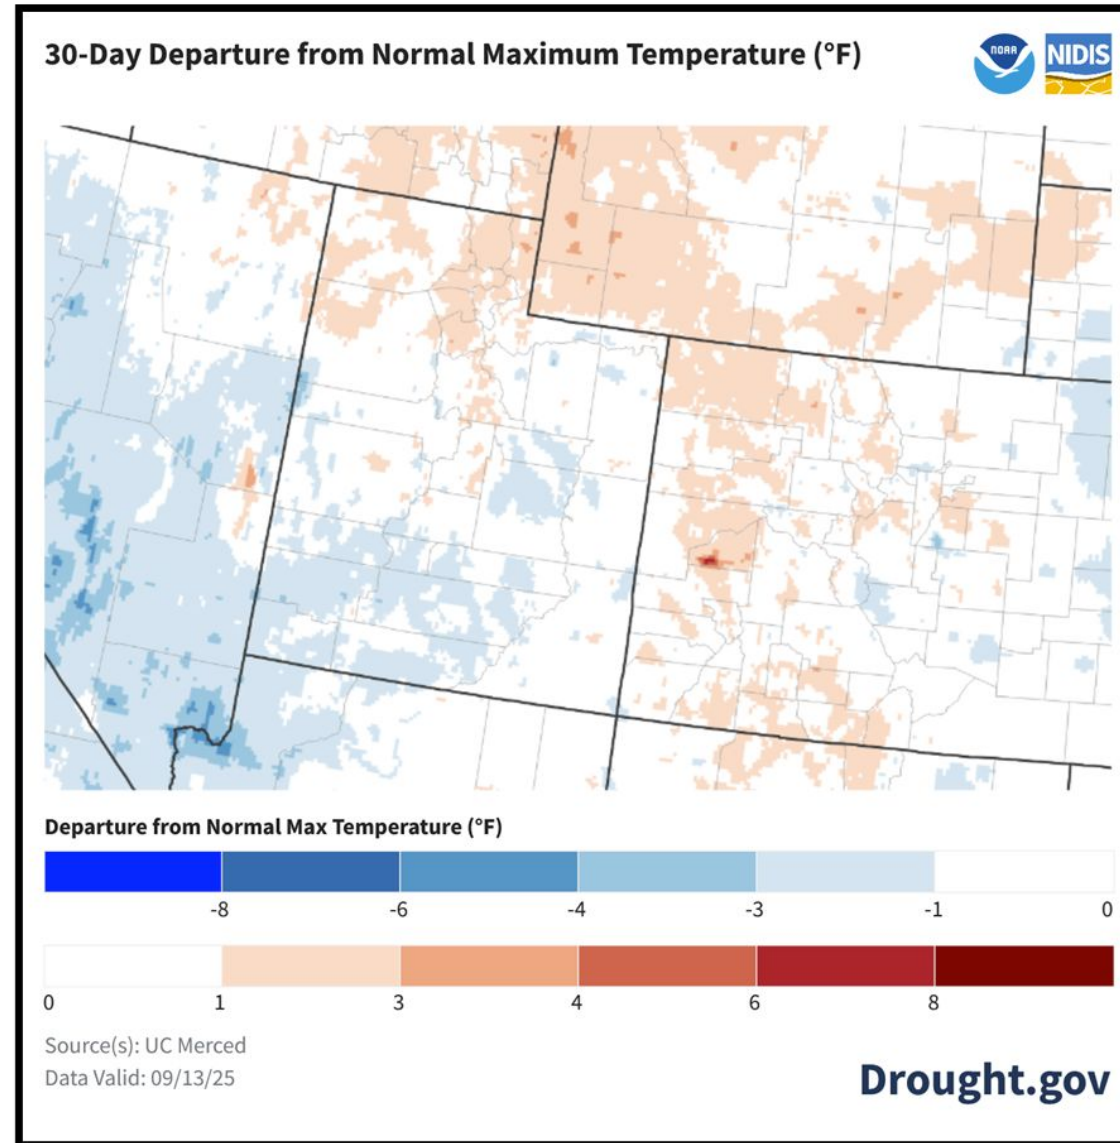 30-Day Departure from Normal Maximum Temperature (°F)
NOAA
NIDIS
Departure from Normal Max Temperature (°F)
-8 -6 -4 -3 -1 0
0 1 3 4 6 8
Source(s): UC Merced
Data Valid: 09/13/25
Drought.gov